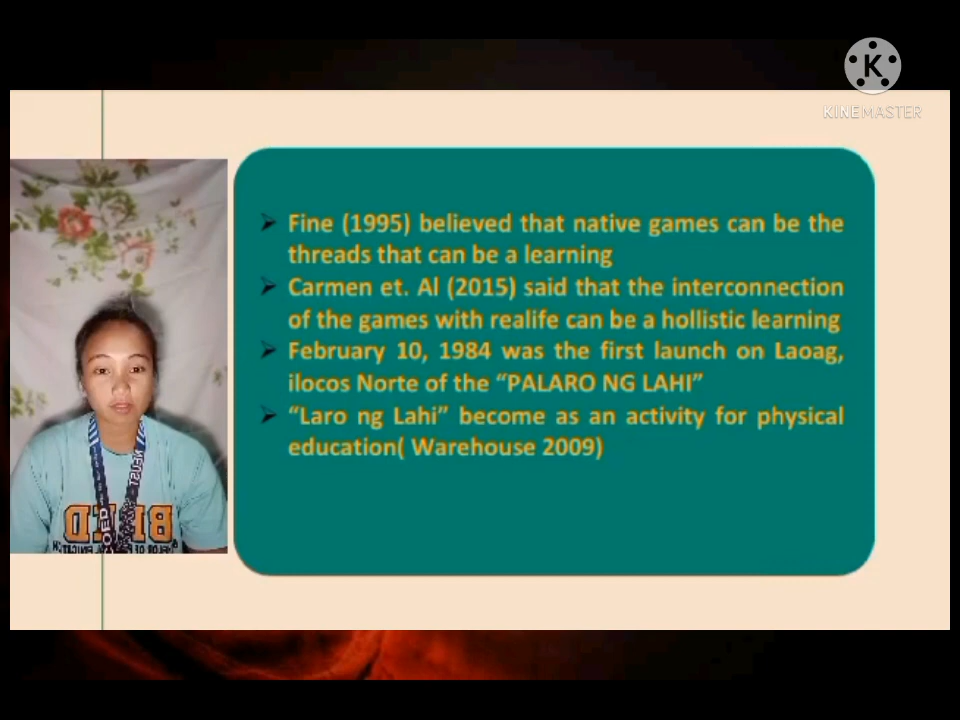 KINEMASTER
Fine (1995) believed that native games can be the
threads that can be a learning
Carmen et. Al (2015) said that the interconnection
of the games with realife can be a hollistic learning
February 10, 1984 was the first launch on Laoag,
ilocos Norte of the “PALARO NG LAHI”
“Laro ng Lahi” become as an activity for physical
education( Warehouse 2009)
NEUST